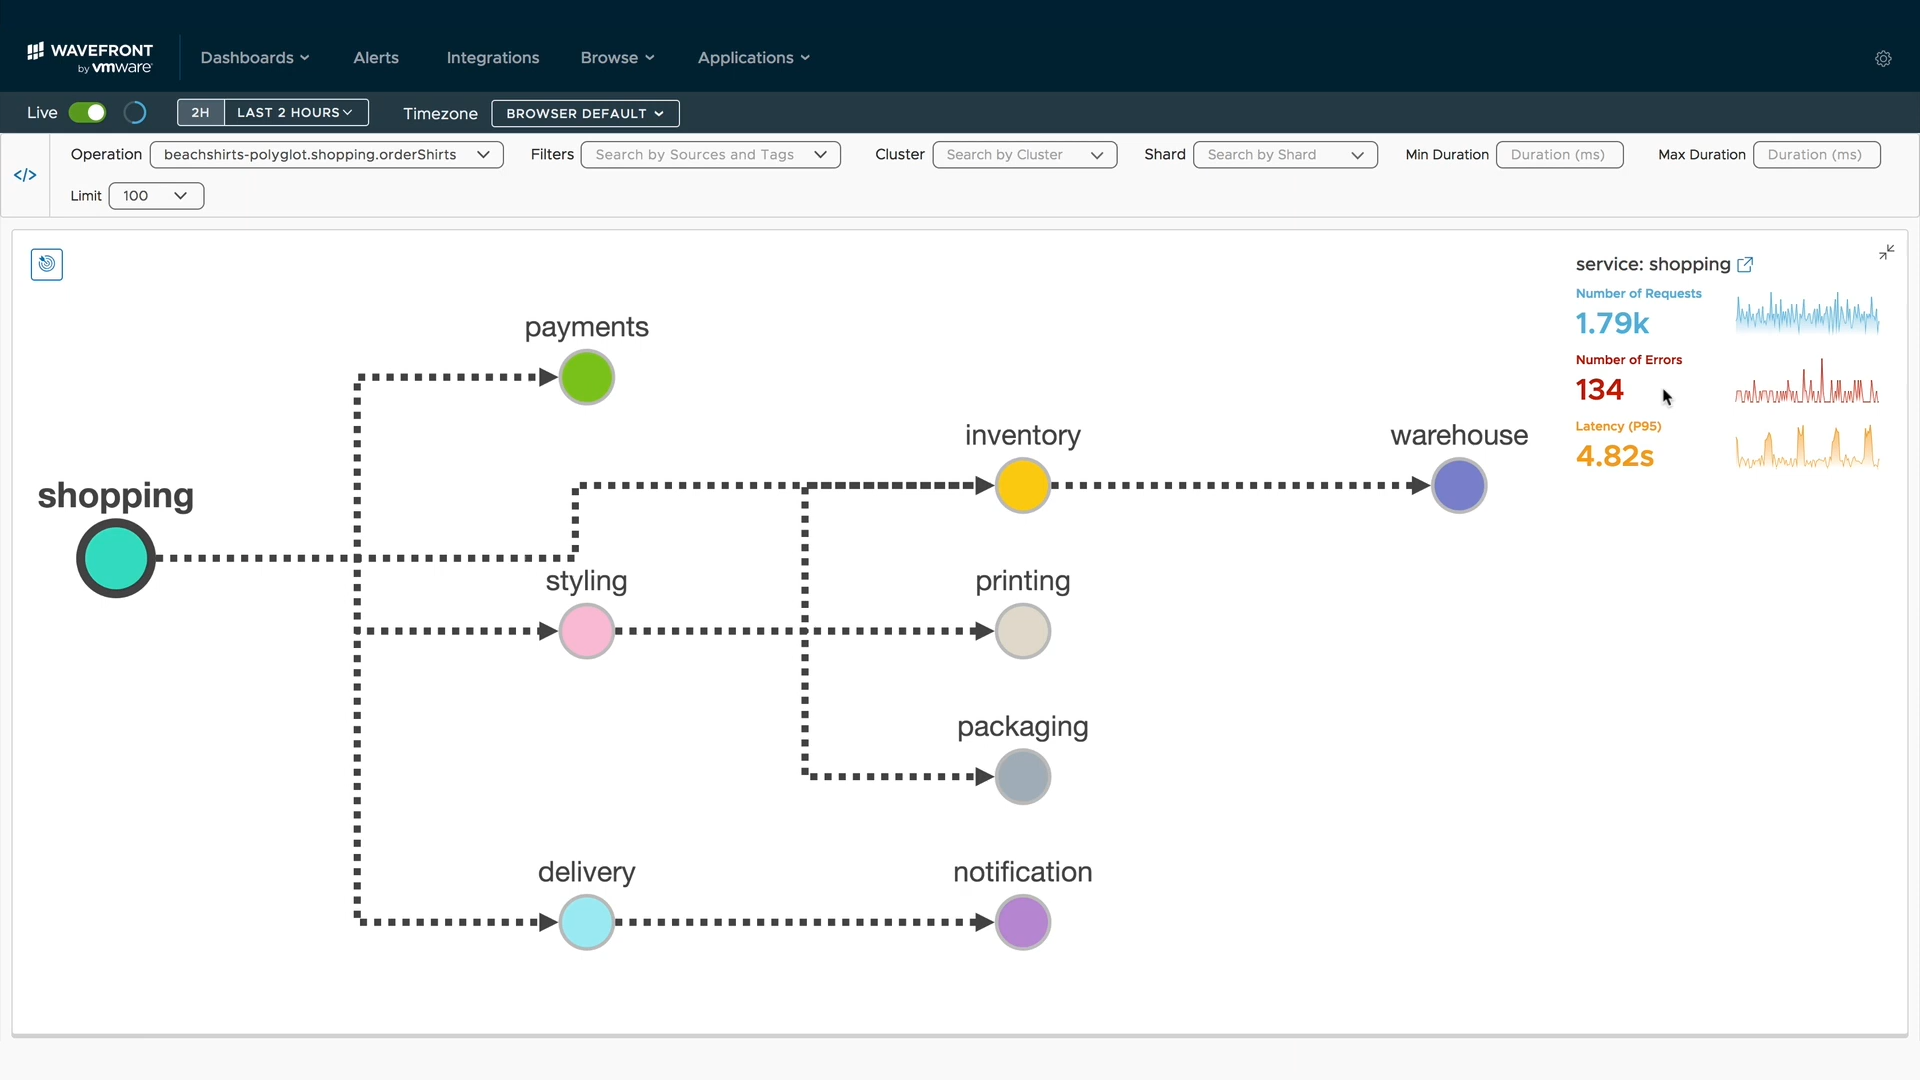 WAVEFRONT
by vmware
Dashboards
Alerts
Integrations
Browse
Applications
Live
2H
LAST 2 HOURS
Timezone
BROWSER DEFAULT
</>
Operation
beachshirts-polyglot.shopping.orderShirts
Filters
Search by Sources and Tags
Cluster
Search by Cluster
Shard
Search by Shard
Min Duration
Duration (ms)
Max Duration
Duration (ms)
Limit
100
service: shopping
Number of Requests
1.79k
Number of Errors
134
Latency (P95)
4.82s
payments
inventory
warehouse
shopping
styling
printing
packaging
delivery
notification